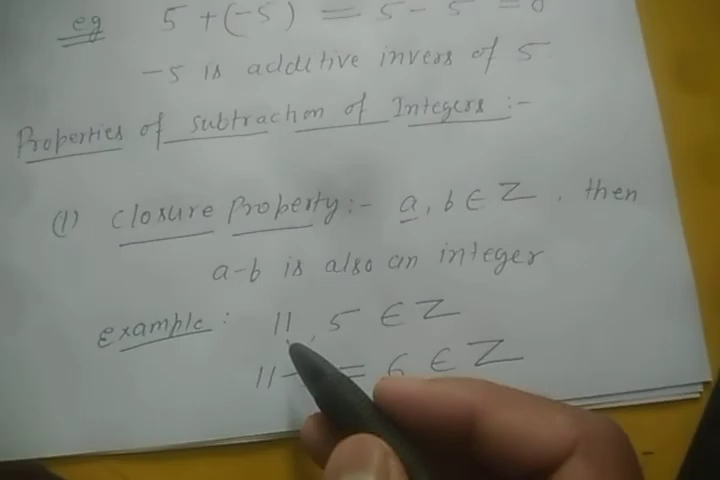 eg 5 + (-5) = 5 - 5 = 0
-5 is additive invers of 5
Properties of subtraction of Integers :-
(1) Closure Property :- a, b ∈ Z . then
a-b is also an integer
Example : 11, 5 ∈ Z
11 - = 6 ∈ Z